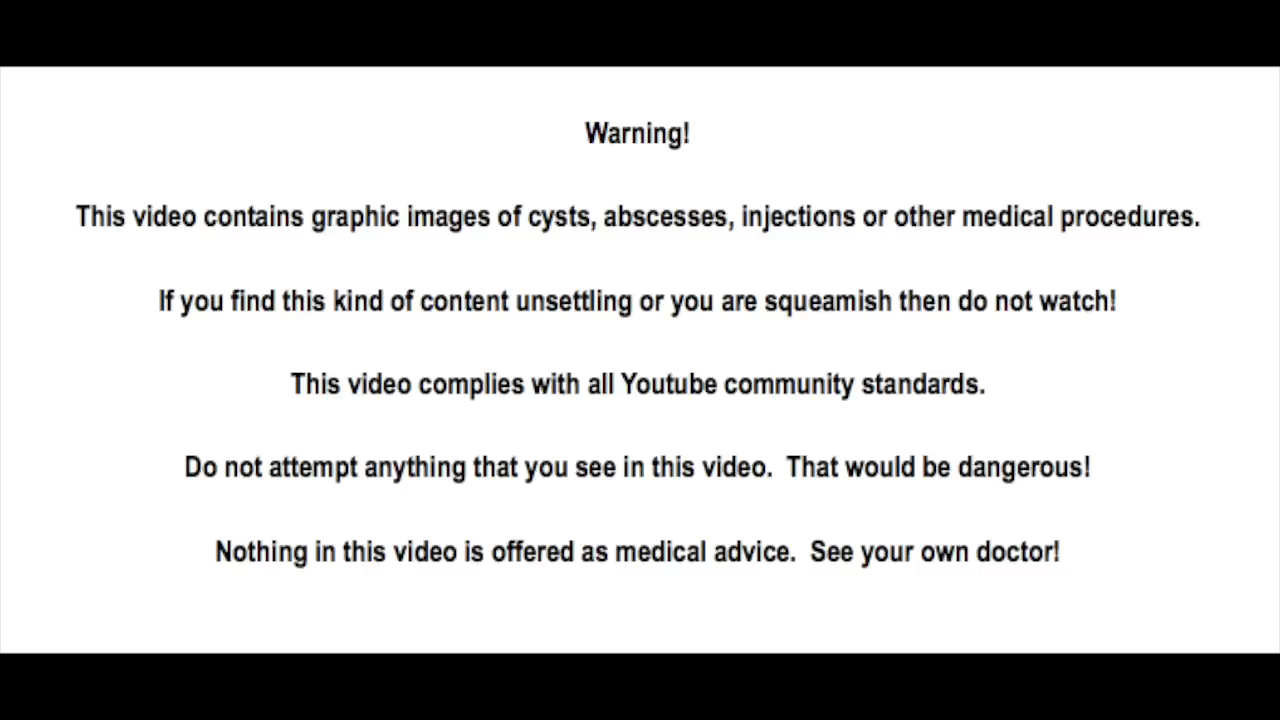 Warning!
This video contains graphic images of cysts, abscesses, injections or other medical procedures.
If you find this kind of content unsettling or you are squeamish then do not watch!
This video complies with all Youtube community standards.
Do not attempt anything that you see in this video.  That would be dangerous!
Nothing in this video is offered as medical advice.  See your own doctor!